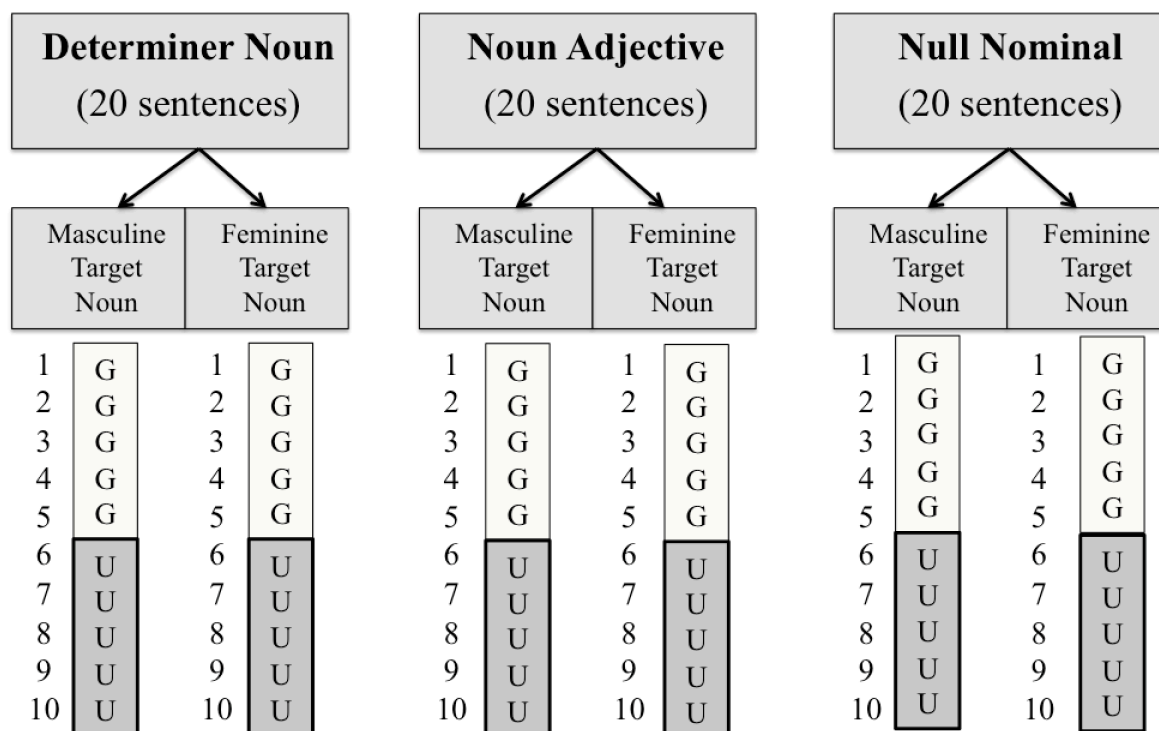 Determiner Noun
(20 sentences)
Noun Adjective
(20 sentences)
Null Nominal
(20 sentences)
Masculine
Target
Noun
Feminine
Target
Noun
Masculine
Target
Noun
Feminine
Target
Noun
Masculine
Target
Noun
Feminine
Target
Noun
1 G 1 G 1 G 1 G 1 G 1 G
2 G 2 G 2 G 2 G 2 G 2 G
3 G 3 G 3 G 3 G 3 G 3 G
4 G 4 G 4 G 4 G 4 G 4 G
5 G 5 G 5 G 5 G 5 G 5 G
6 U 6 U 6 U 6 U 6 U 6 U
7 U 7 U 7 U 7 U 7 U 7 U
8 U 8 U 8 U 8 U 8 U 8 U
9 U 9 U 9 U 9 U 9 U 9 U
10 U 10 U 10 U 10 U 10 U 10 U